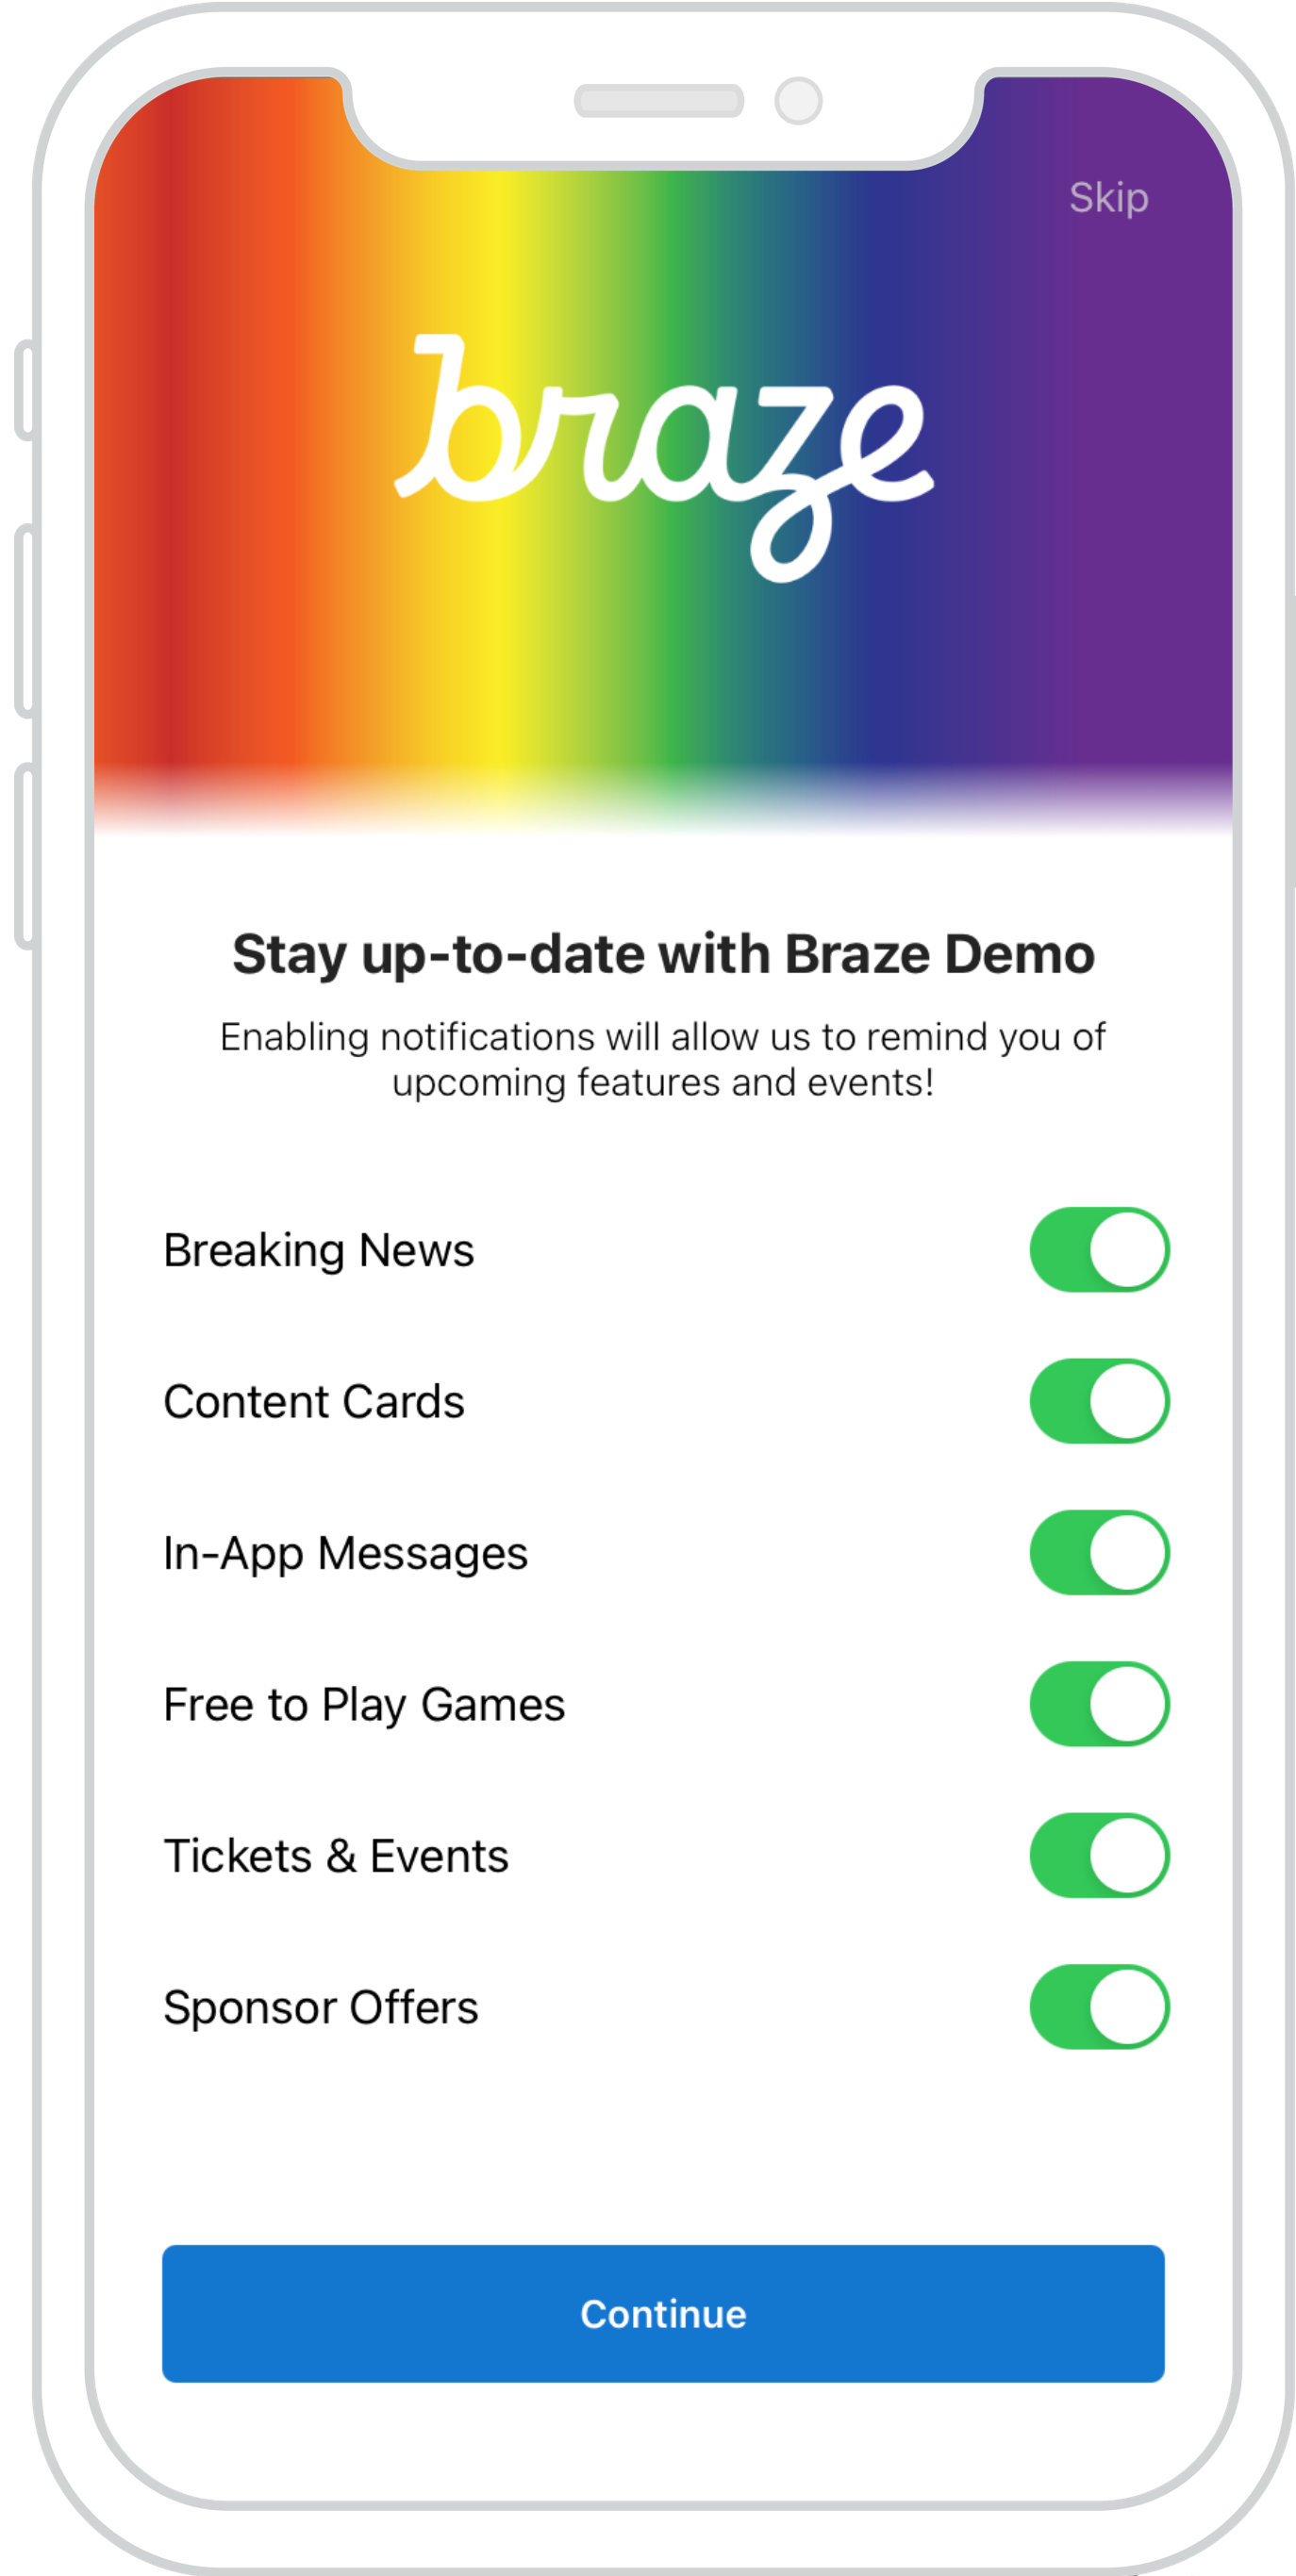 Skip
braze
Stay up-to-date with Braze Demo
Enabling notifications will allow us to remind you of
upcoming features and events!
Breaking News
Content Cards
In-App Messages
Free to Play Games
Tickets & Events
Sponsor Offers
Continue